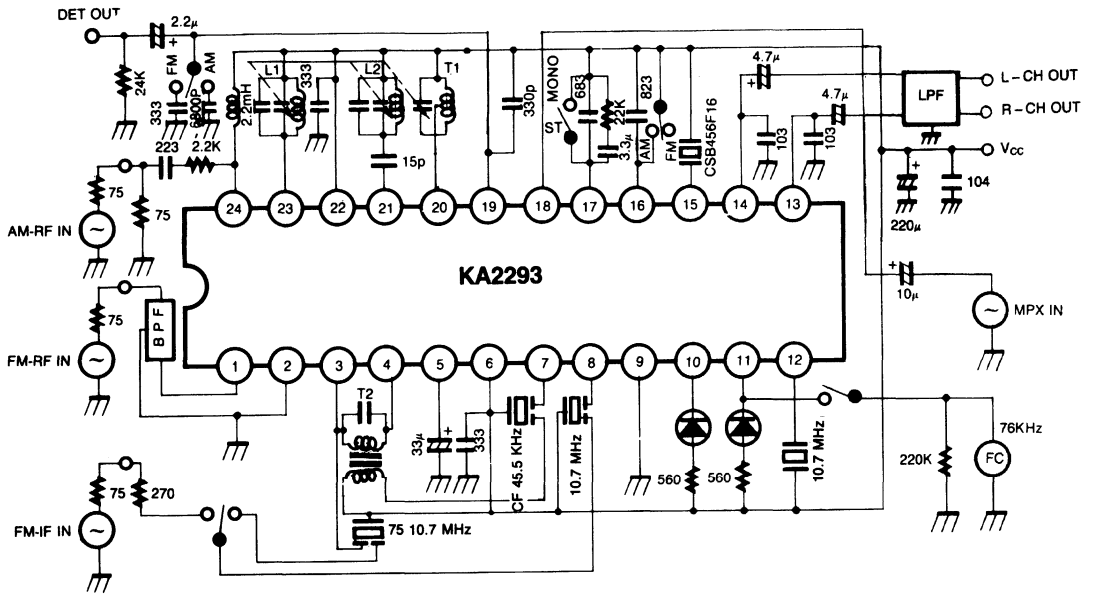 DET OUT
2.2μ
+
24K
333
FM
AM
6800P
2.2mH
223
2.2K
L1
333
L2
T1
15p
330p
MONO
ST
683
22K
3.3μ
823
AM
FM
CSB456F16
4.7μ
+
4.7μ
103
103
LPF
L-CH OUT
R-CH OUT
Vcc
+
220μ
104
75
75
AM-RF IN
24
23
22
21
20
19
18
17
16
15
14
13
KA2293
75
BPF
FM-RF IN
+
10μ
MPX IN
1
2
3
4
5
6
7
8
9
10
11
12
T2
33μ
+
333
CF 45.5 KHz
10.7 MHz
560
560
10.7 MHz
220K
76KHz
FC
75
270
FM-IF IN
75 10.7 MHz